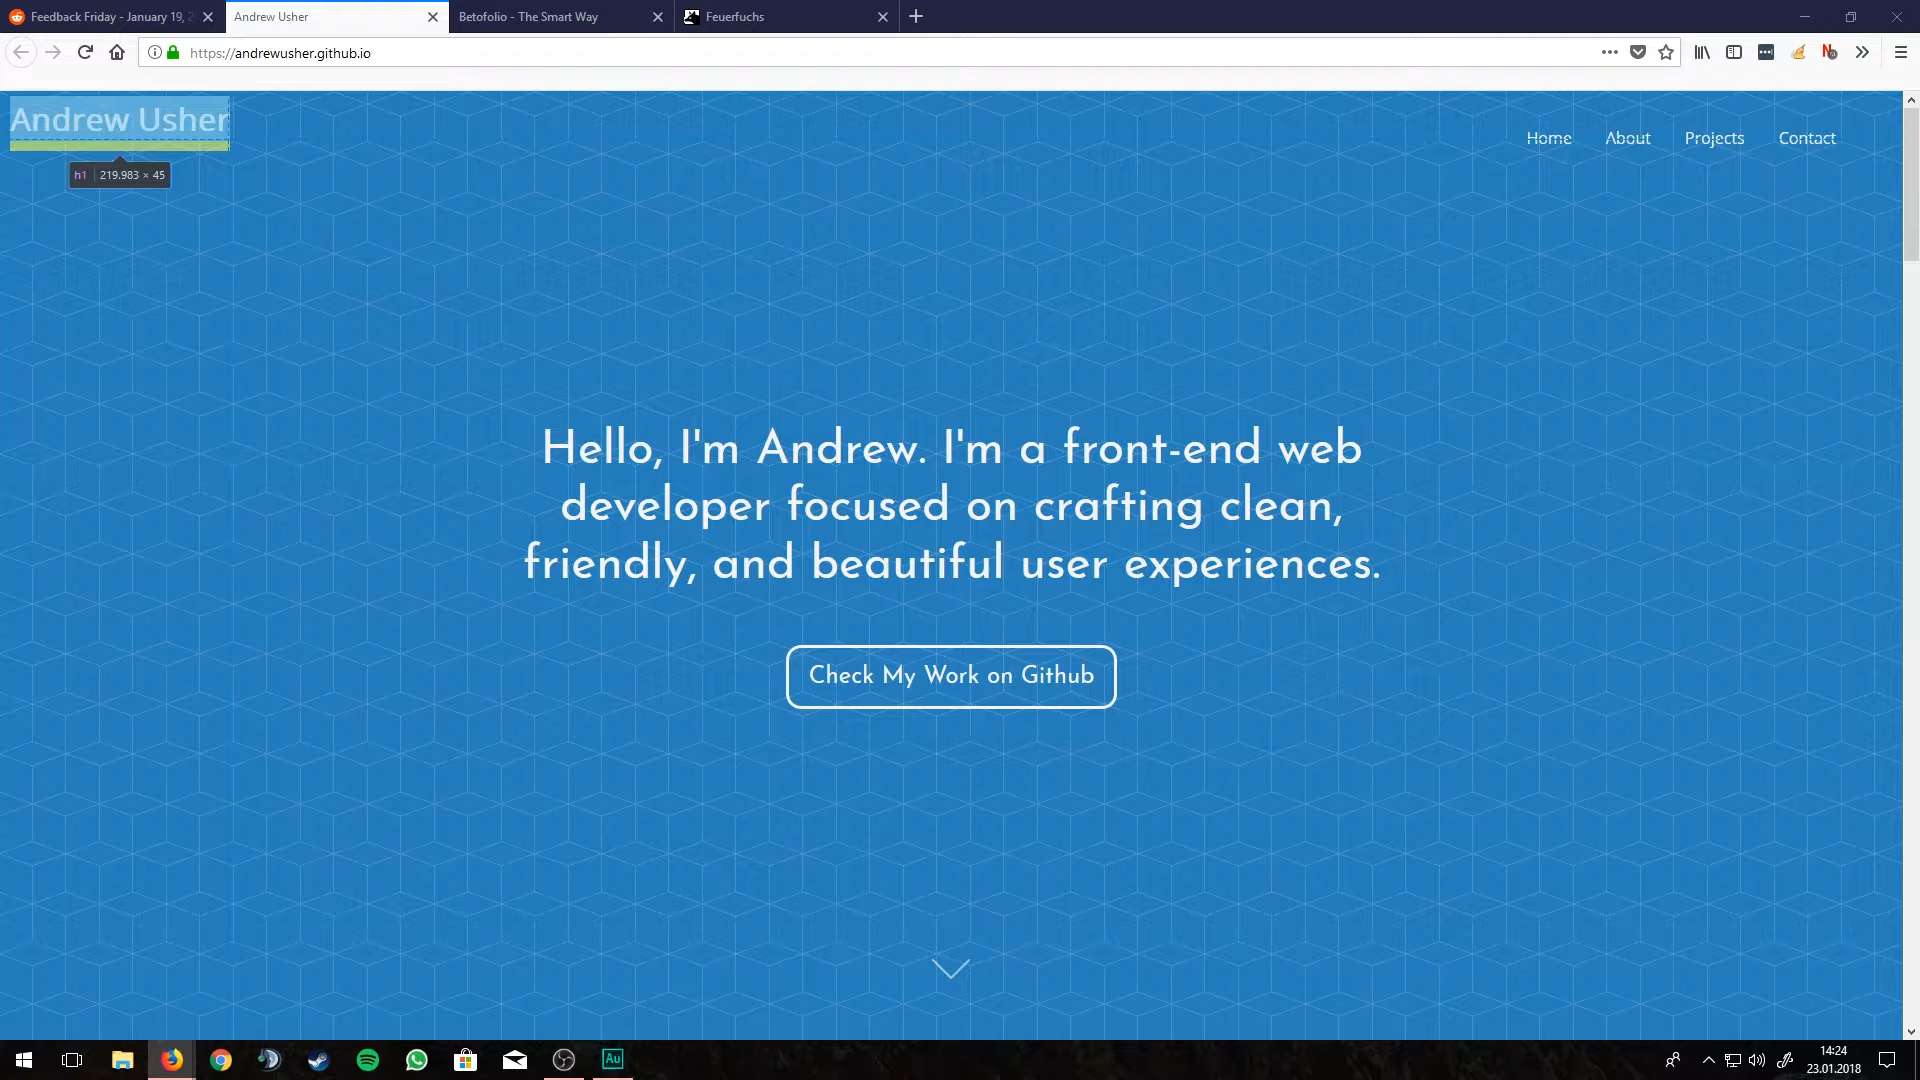 Feedback Friday - January 19, 2
Andrew Usher
Betofolio - The Smart Way
Feuerfuchs
https://andrewusher.github.io
Andrew Usher
h1 219.983 × 45
Home
About
Projects
Contact
Hello, I'm Andrew. I'm a front-end web
developer focused on crafting clean,
friendly, and beautiful user experiences.
Check My Work on Github
Au
14:24
23.01.2018